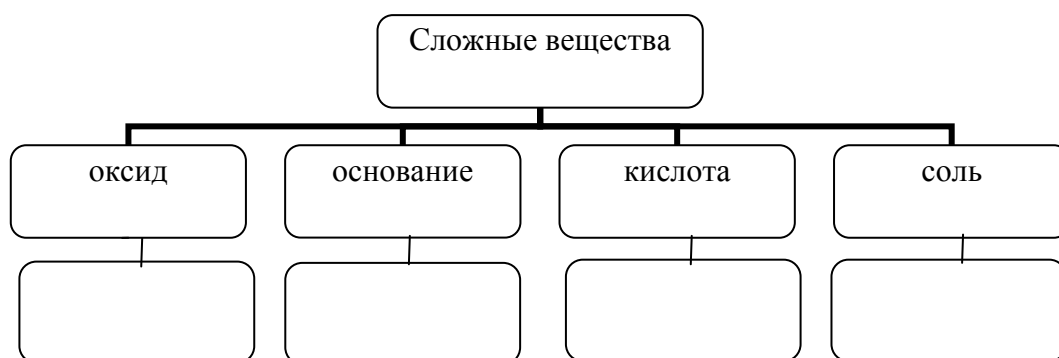 Сложные вещества
оксид
основание
кислота
соль